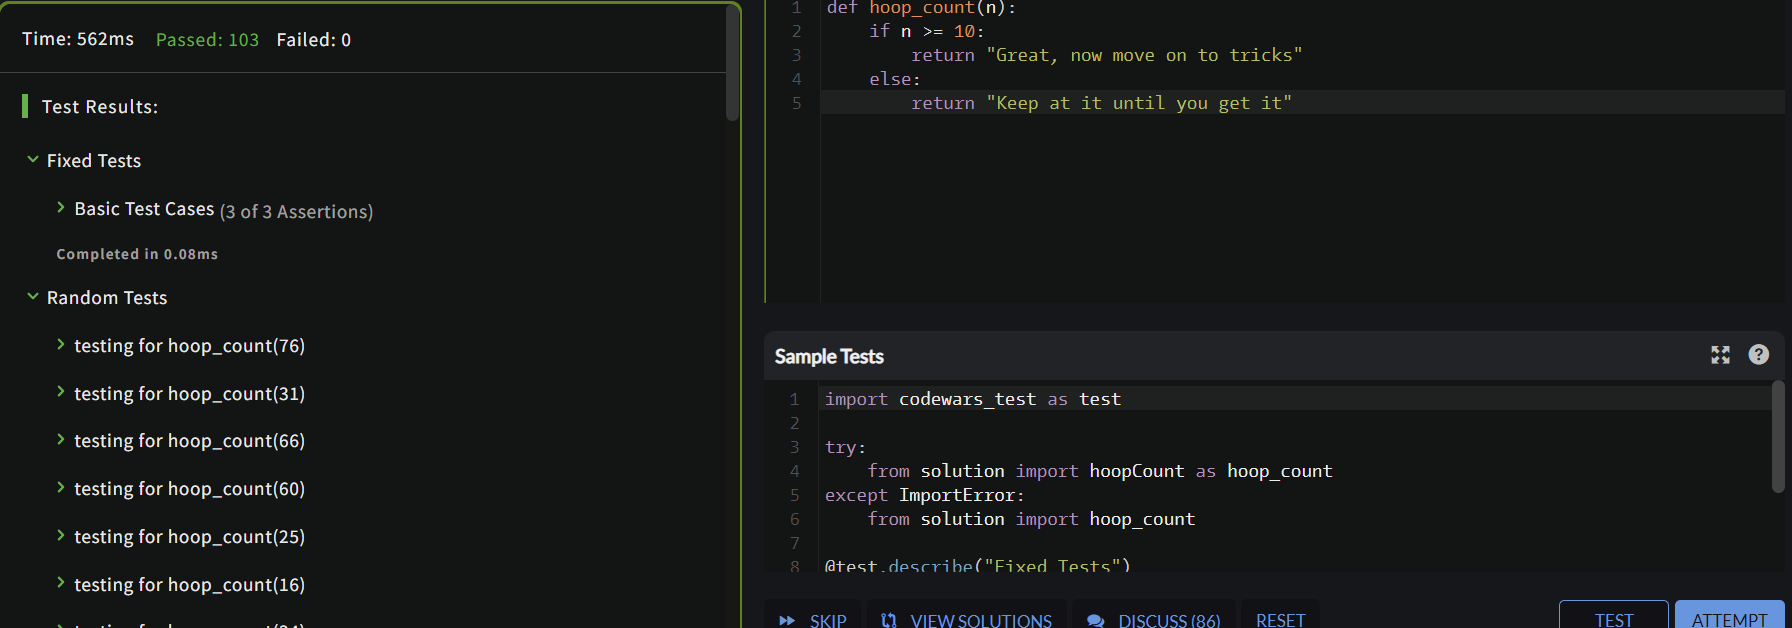 Time: 562ms Passed: 103 Failed: 0
Test Results:
Fixed Tests
Basic Test Cases (3 of 3 Assertions)
Completed in 0.08ms
Random Tests
testing for hoop_count(76)
testing for hoop_count(31)
testing for hoop_count(66)
testing for hoop_count(60)
testing for hoop_count(25)
testing for hoop_count(16)
1 def hoop_count(n):
2     if n >= 10:
3         return "Great, now move on to tricks"
4     else:
5         return "Keep at it until you get it"
Sample Tests
1 import codewars_test as test
2
3 try:
4     from solution import hoopCount as hoop_count
5 except ImportError:
6     from solution import hoop_count
7
8 @test.describe("Fixed Tests")
SKIP VIEW SOLUTIONS DISCUSS (86) RESET TEST ATTEMPT